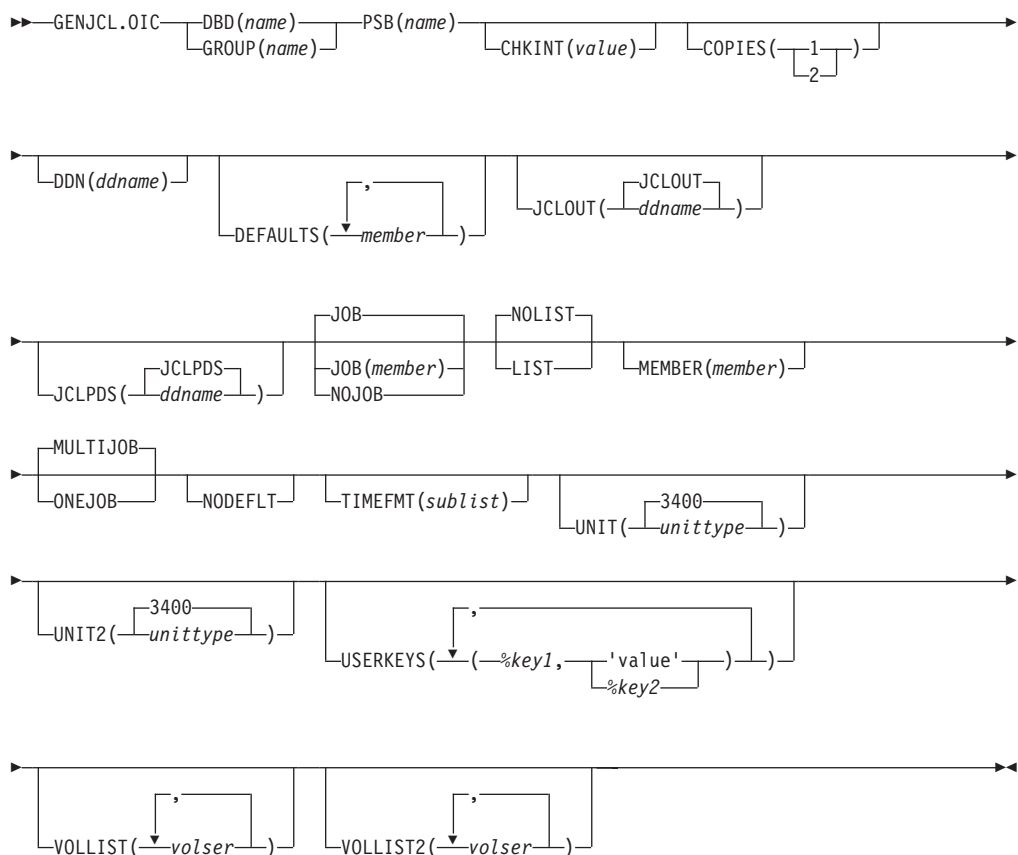 GENJCL.OIC DBD(name) PSB(name)
GROUP(name) CHKINT(value) COPIES( 1 )
2
,
DDN(ddname) JCLOUT
DEFAULTS( member ) JCLOUT( ddname )
JOB NOLIST
JCLPDS JOB(member) LIST MEMBER(member)
JCLPDS( ddname ) NOJOB
MULTIJOB
ONEJOB NODEFLT TIMEFMT(sublist) 3400
UNIT( unittype )
3400 ,
UNIT2( unittype )
USERKEYS( ( %key1, 'value' ) )
%key2
, ,
VOLLIST( volser ) VOLLIST2( volser )